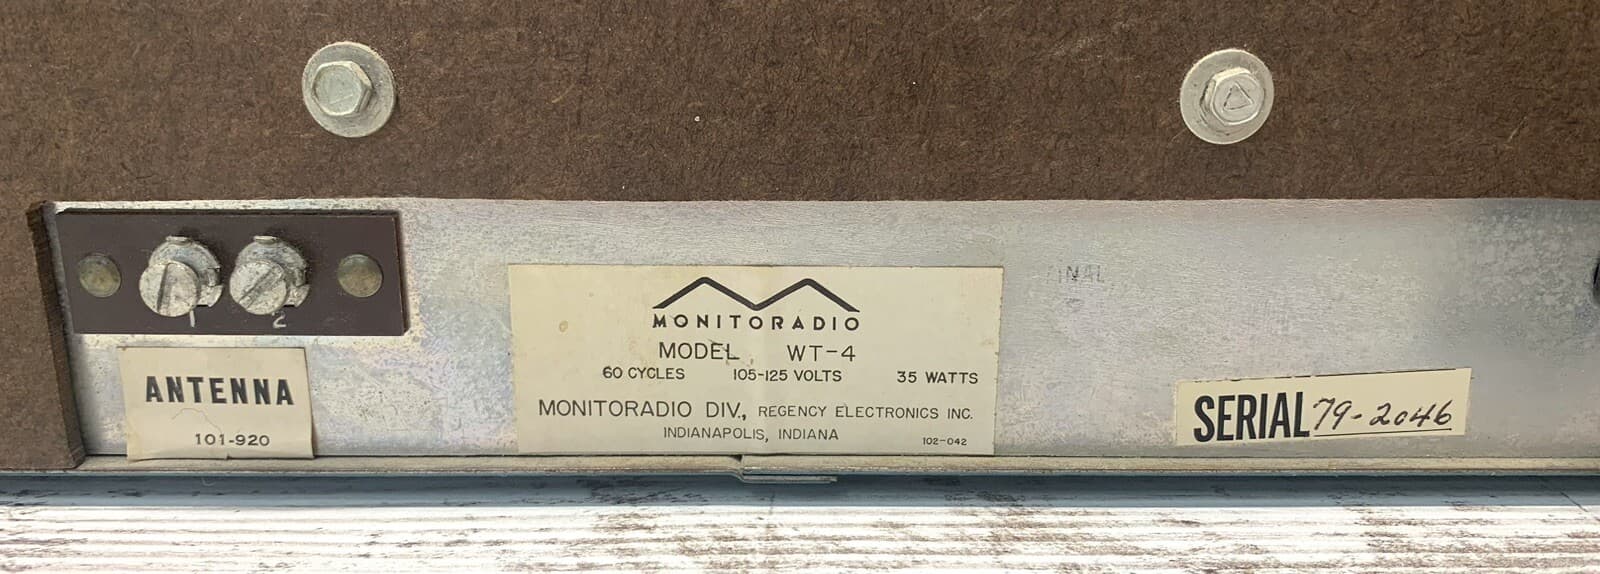 1 2
ANTENNA
101-920
MONITORADIO
MODEL WT-4
60 CYCLES 105-125 VOLTS 35 WATTS
MONITORADIO DIV., REGENCY ELECTRONICS INC.
INDIANAPOLIS, INDIANA 102-042
INAL
SERIAL 79-2046